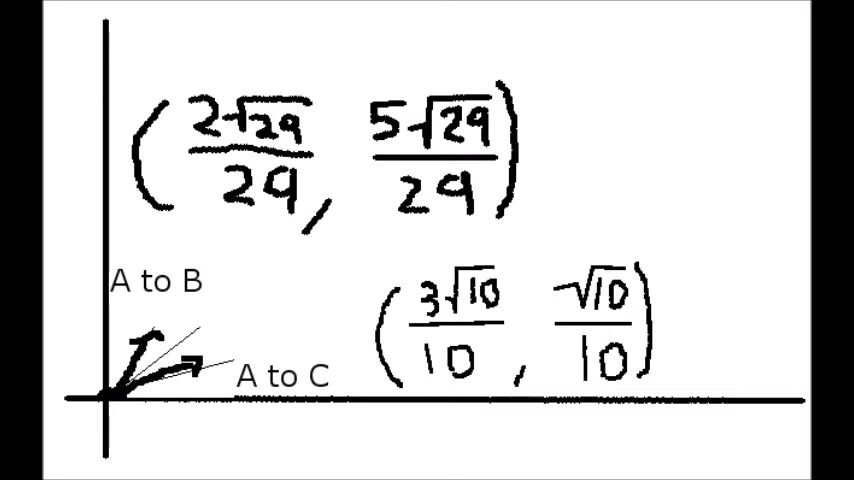 (2√29/29, 5√29/29)
A to B
(3√10/10, √10/10)
A to C